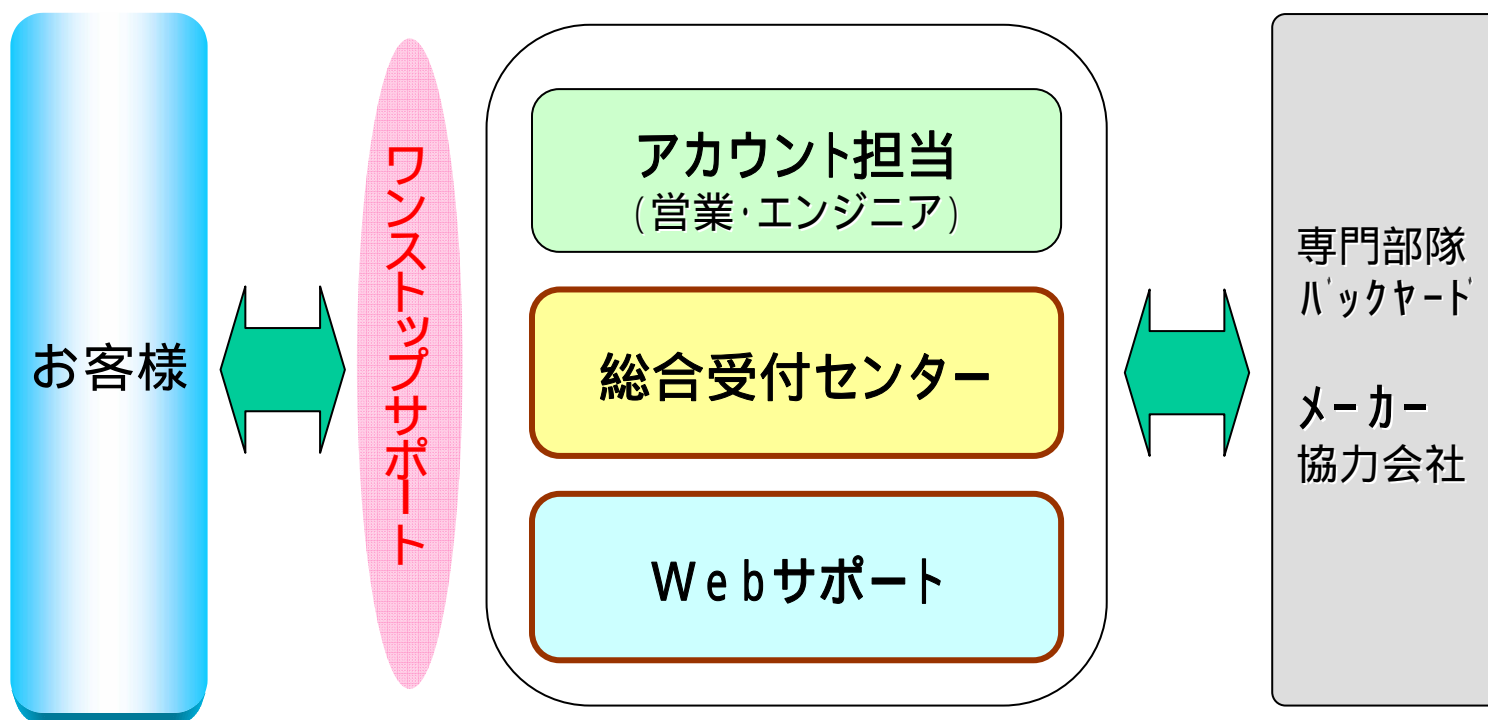 お客様
ワンストップサポート
アカウント担当
(営業･エンジニア)
総合受付センター
Ｗｅｂサポート
専門部隊
ﾊﾞｯｸﾔｰﾄﾞ
ﾒｰｶｰ
協力会社